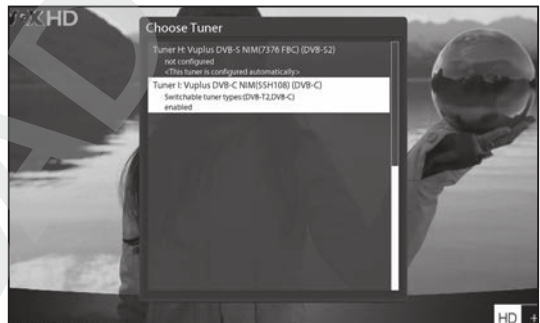 HD
Choose Tuner
Tuner H: Vuplus DVB-S NIM(7376 FBC) (DVB-S2)
not configured
<This tuner is configured automatically>
Tuner I: Vuplus DVB-C NIM(SSH108) (DVB-C)
Switchable tuner types:(DVB-T2,DVB-C)
enabled
HD +